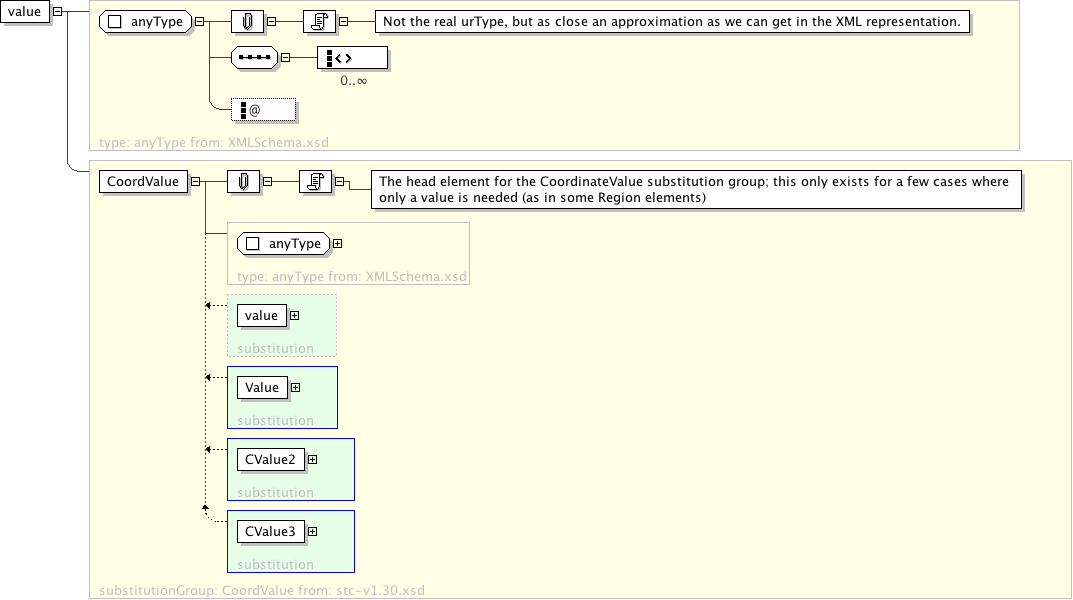 value
anyType
Not the real urType, but as close an approximation as we can get in the XML representation.
< >
0..∞
@
type: anyType from: XMLSchema.xsd
CoordValue
The head element for the CoordinateValue substitution group; this only exists for a few cases where
only a value is needed (as in some Region elements)
anyType
type: anyType from: XMLSchema.xsd
value
substitution
Value
substitution
CValue2
substitution
CValue3
substitution
substitutionGroup: CoordValue from: stc-v1.30.xsd